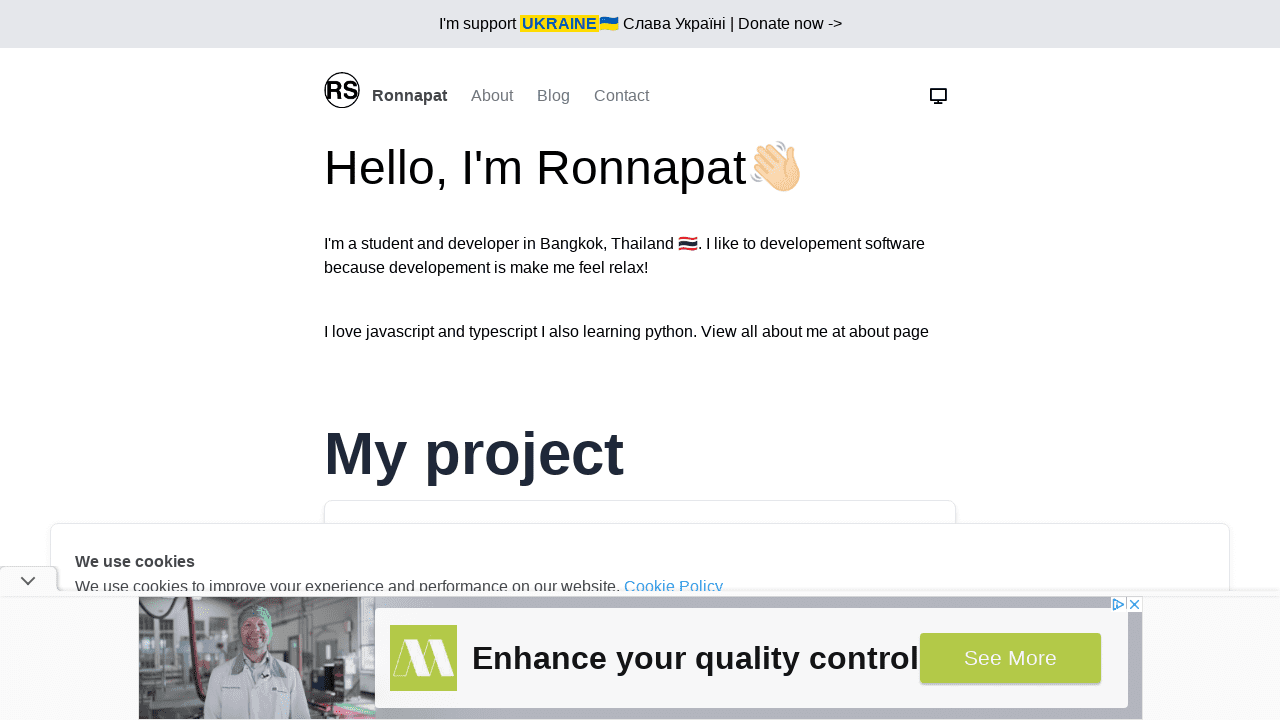 I'm support UKRAINE🇺🇦 Слава Україні | Donate now ->
RS Ronnapat About Blog Contact
Hello, I'm Ronnapat👋🏻
I'm a student and developer in Bangkok, Thailand 🇹🇭. I like to developement software
because developement is make me feel relax!
I love javascript and typescript I also learning python. View all about me at about page
My project
We use cookies
We use cookies to improve your experience and performance on our website. Cookie Policy
Enhance your quality control
See More